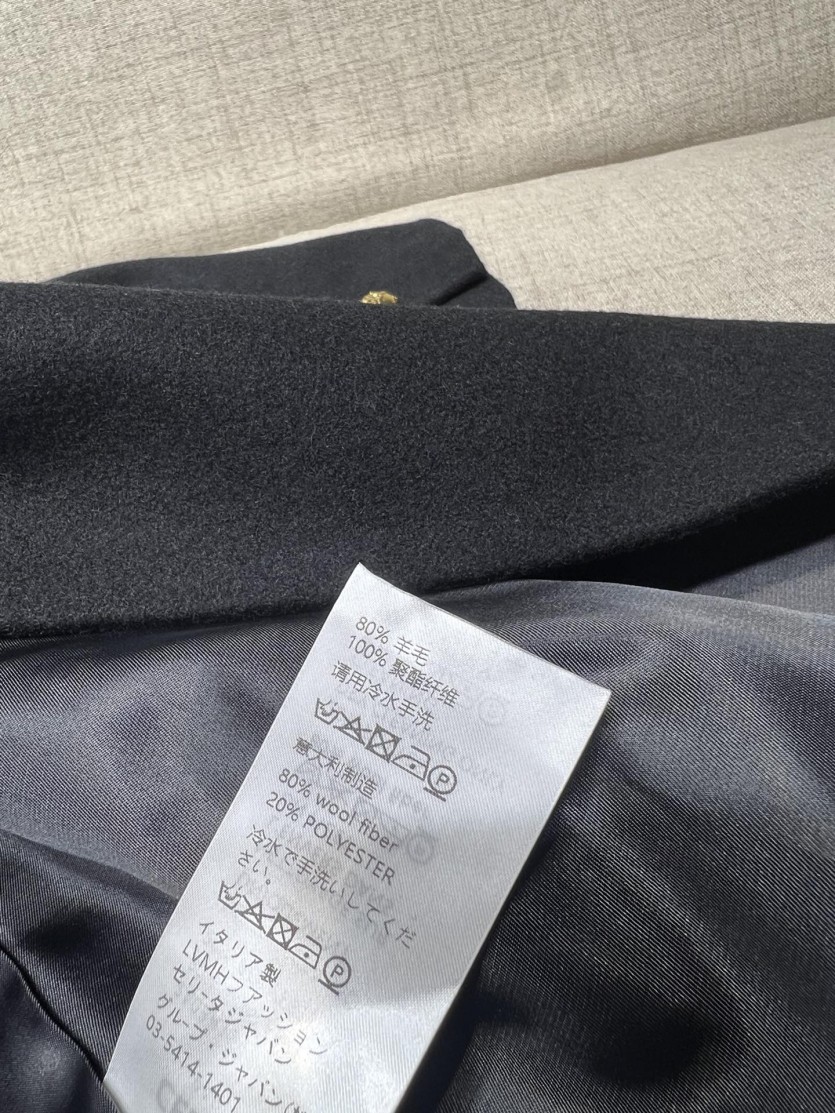 80% 羊毛
100% 聚酯纤维
请用冷水手洗
P
意大利制造
80% wool fiber
20% POLYESTER
冷水で手洗いしてくだ
さい。
P
イタリア製
LVMHファッション
セリータジャパン
グループ・ジャパン(
03-5414-1401